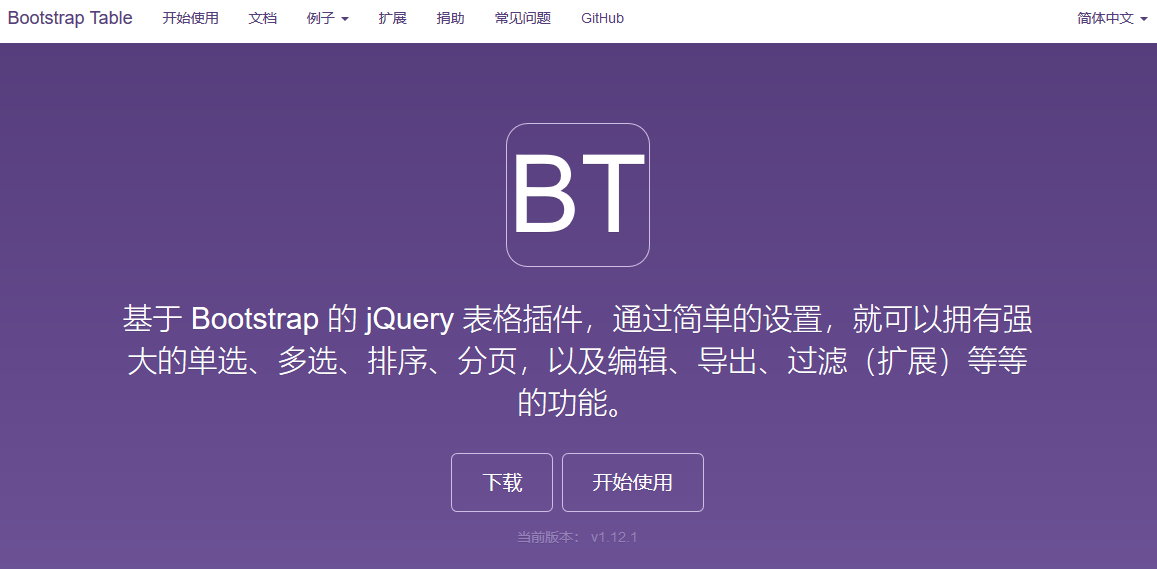 Bootstrap Table 开始使用 文档 例子 扩展 捐助 常见问题 GitHub 简体中文
BT
基于 Bootstrap 的 jQuery 表格插件，通过简单的设置，就可以拥有强
大的单选、多选、排序、分页，以及编辑、导出、过滤（扩展）等等
的功能。
下载 开始使用
当前版本： v1.12.1